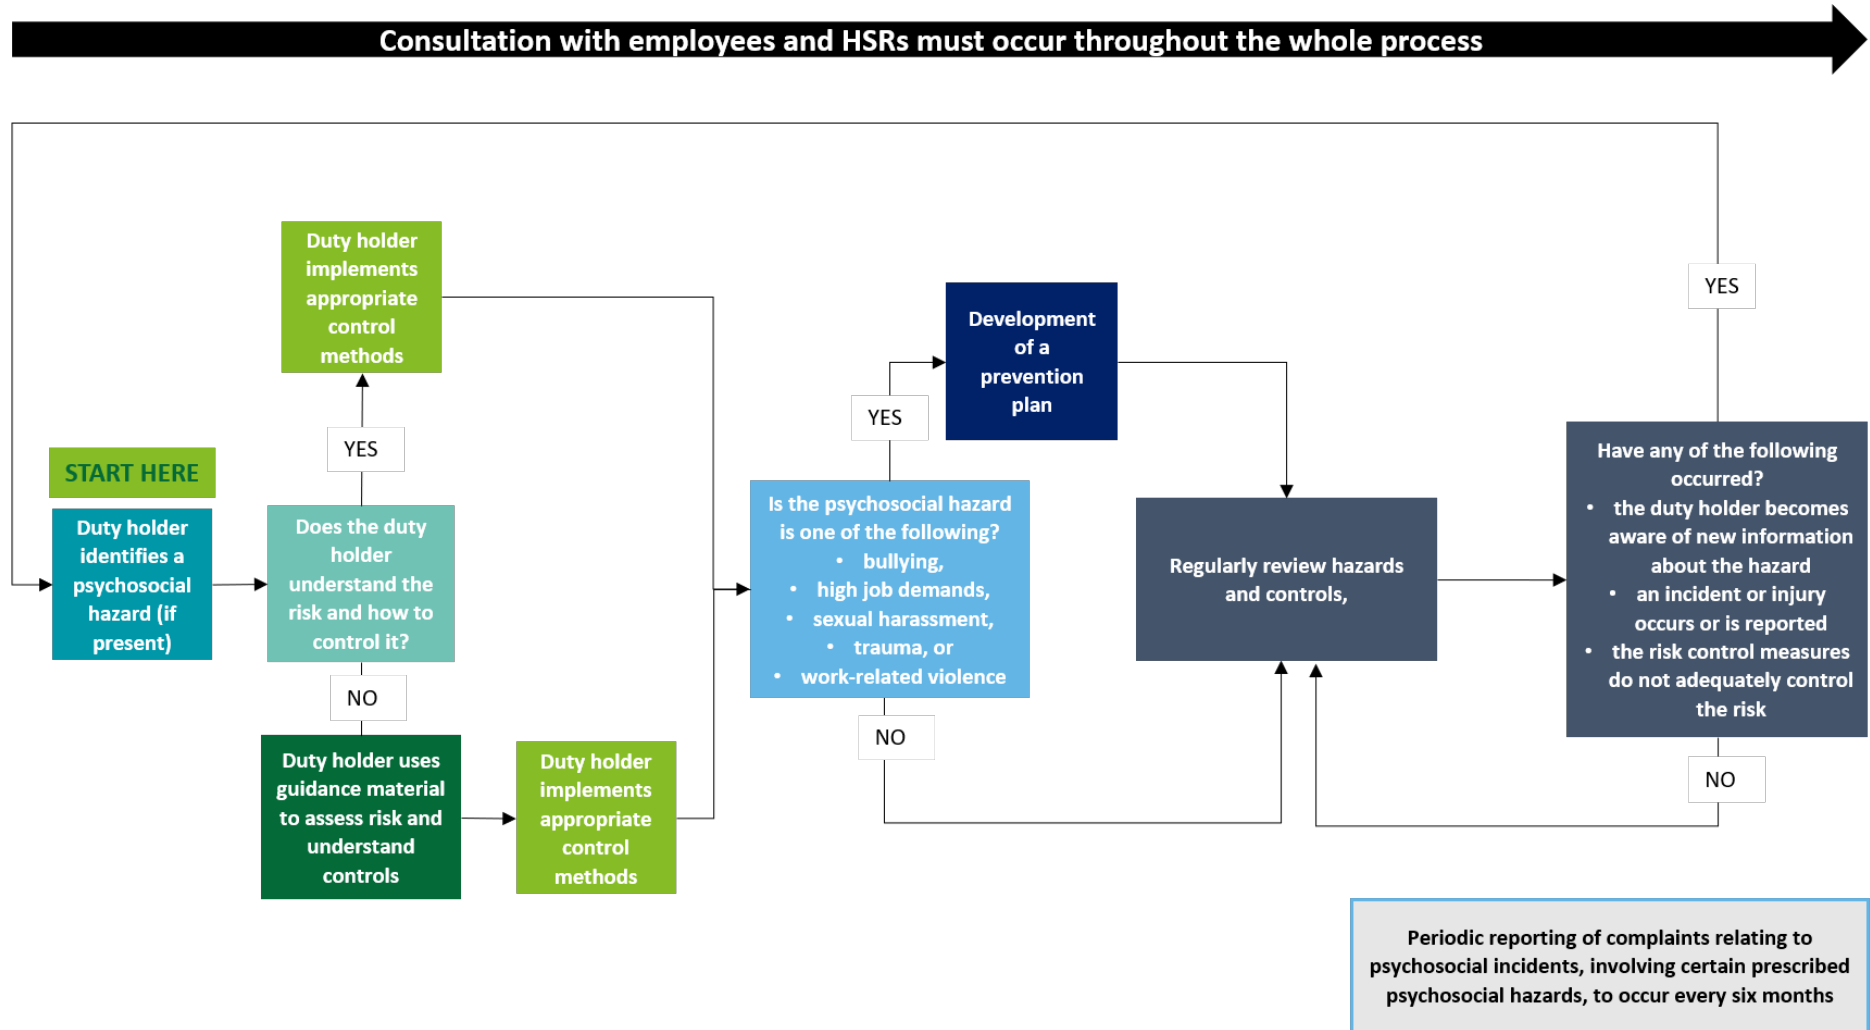 Consultation with employees and HSRs must occur throughout the whole process
START HERE
Duty holder
identifies a
psychosocial
hazard (if
present)
Does the duty
holder
understand the
risk and how to
control it?
YES
Duty holder
implements
appropriate
control
methods
NO
Duty holder uses
guidance material
to assess risk and
understand
controls
Duty holder
implements
appropriate
control
methods
Is the psychosocial hazard
is one of the following?
• bullying,
• high job demands,
• sexual harassment,
• trauma, or
• work-related violence
YES
Development
of a
prevention
plan
NO
Regularly review hazards
and controls,
Have any of the following
occurred?
• the duty holder becomes
aware of new information
about the hazard
• an incident or injury
occurs or is reported
• the risk control measures
do not adequately control
the risk
YES
NO
Periodic reporting of complaints relating to
psychosocial incidents, involving certain prescribed
psychosocial hazards, to occur every six months